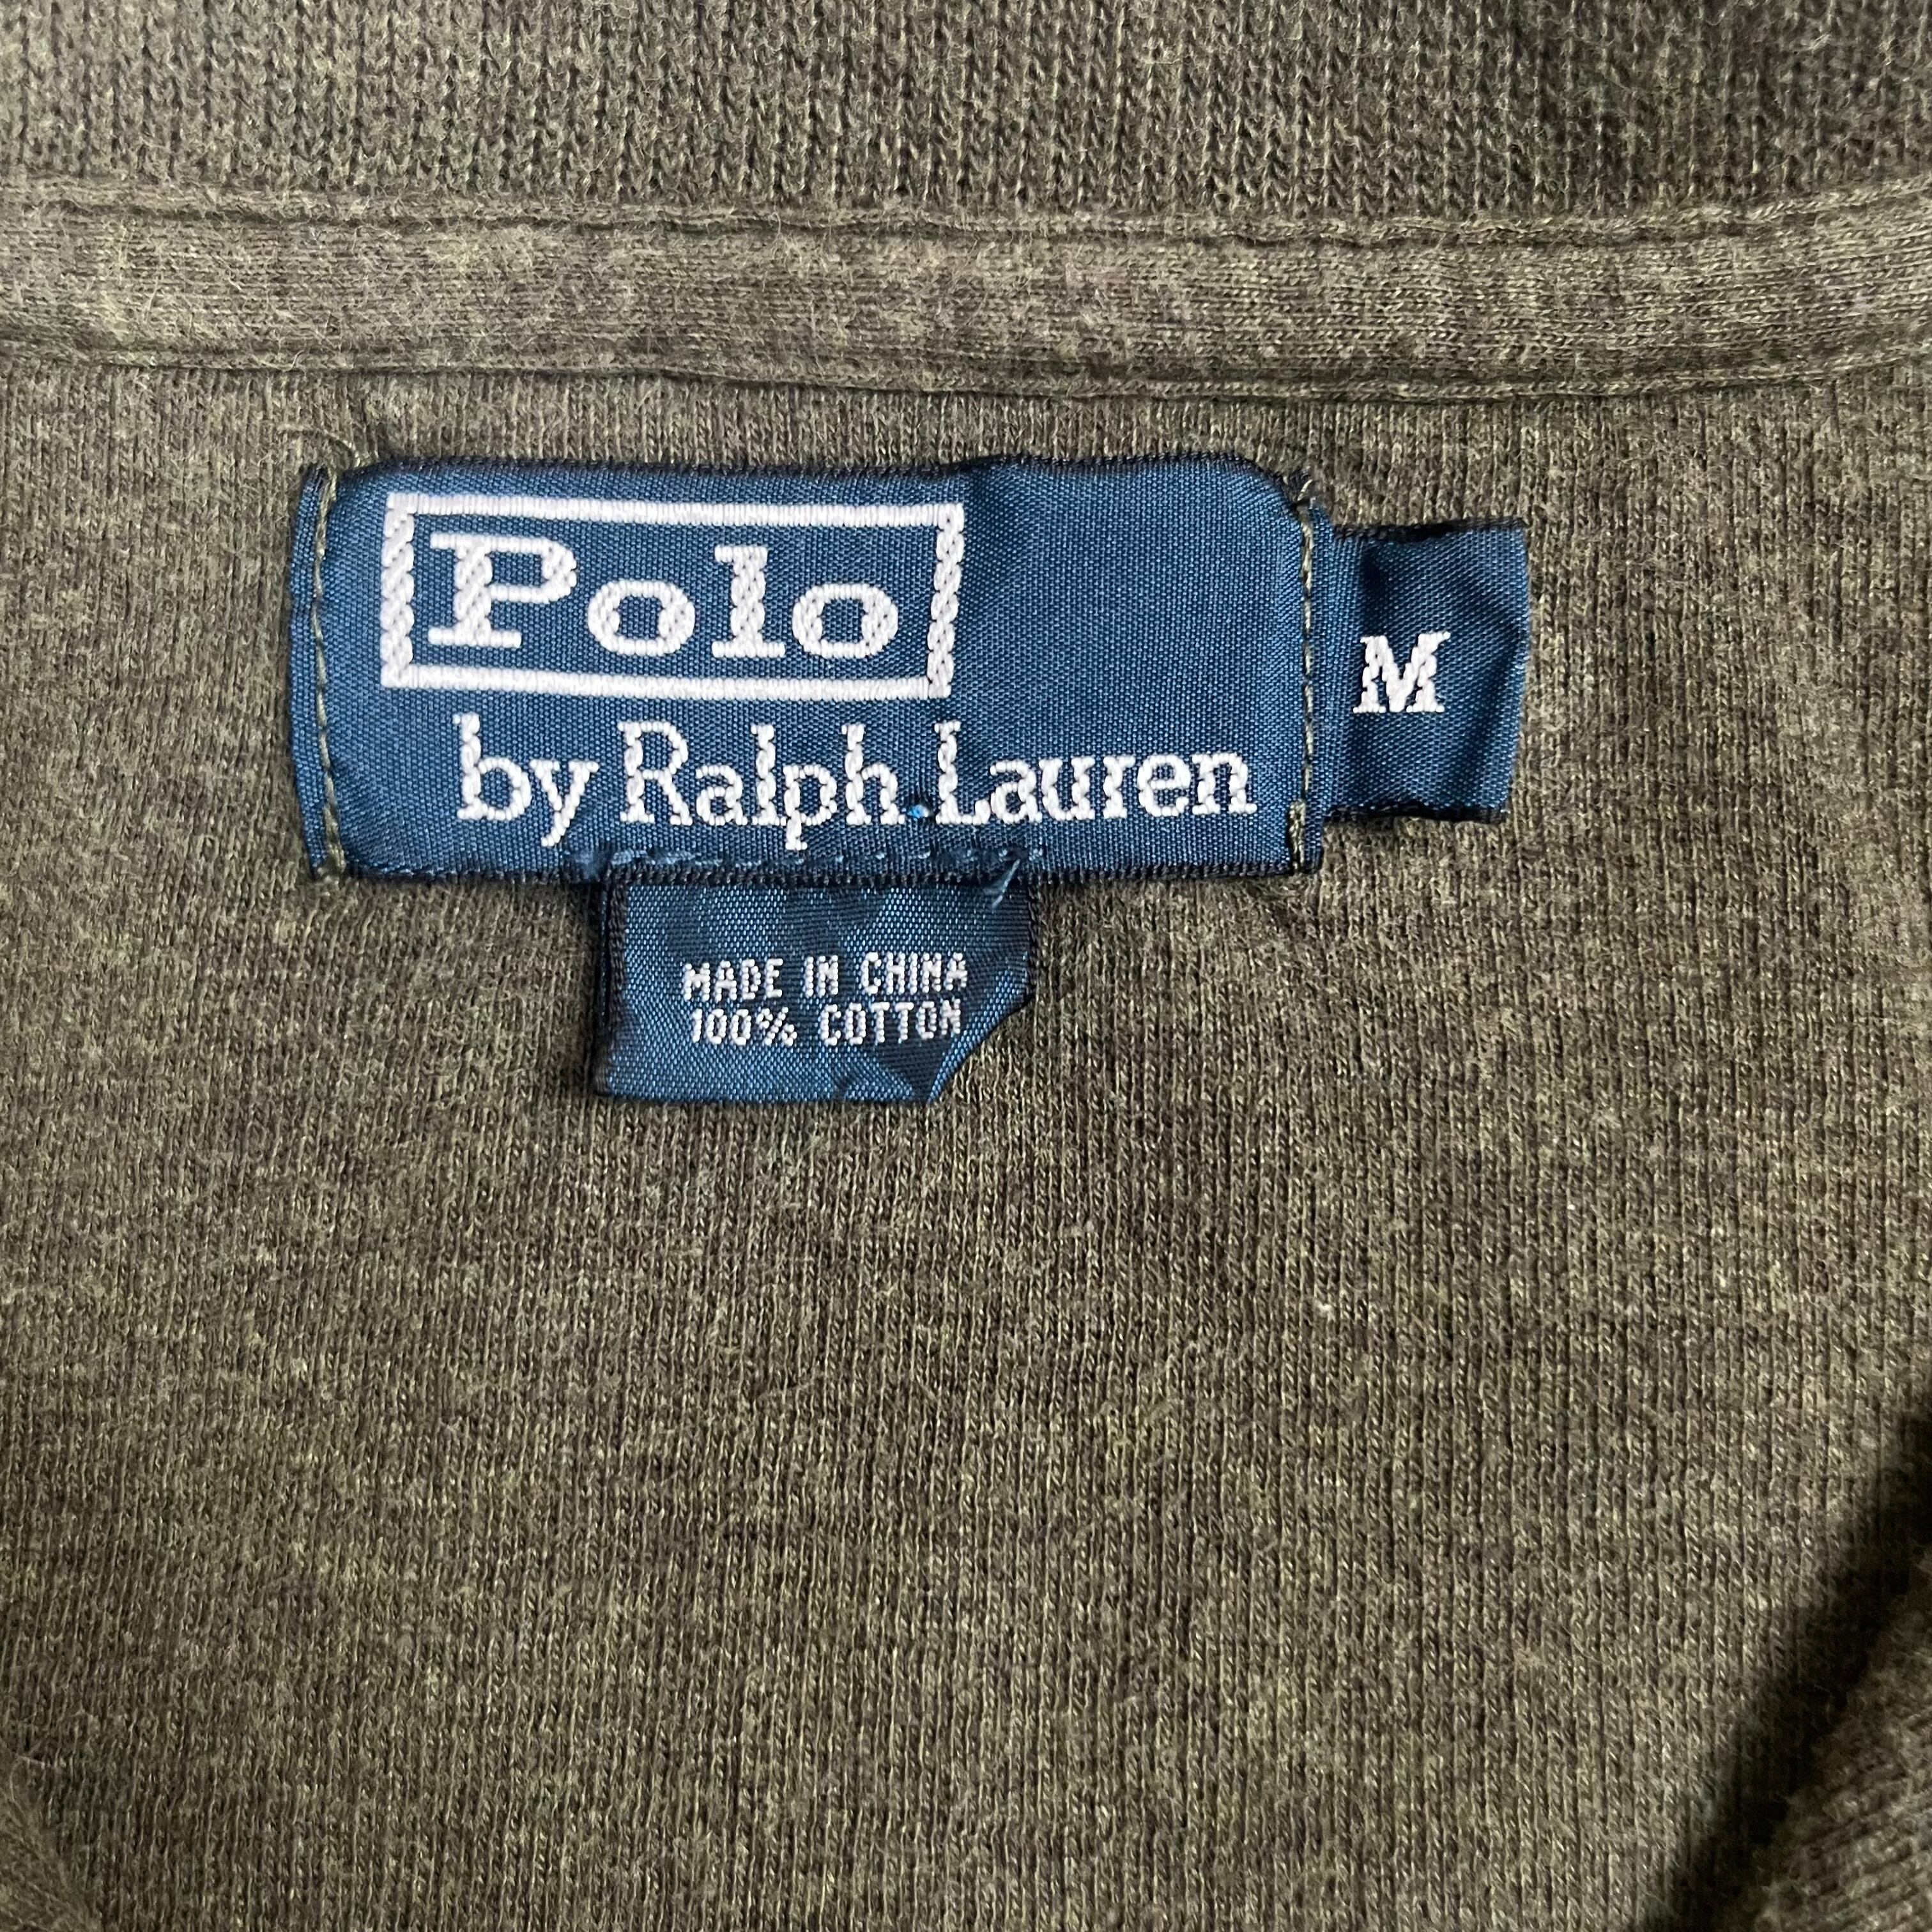 Polo
by Ralph Lauren
M
MADE IN CHINA
100% COTTON